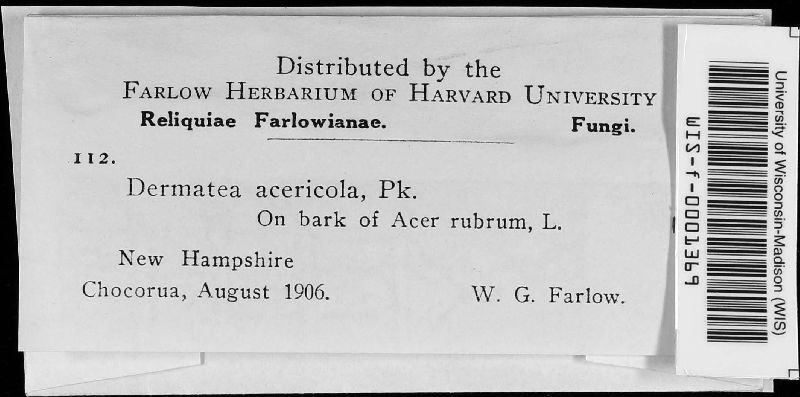 Distributed by the
FARLOW HERBARIUM OF HARVARD UNIVERSITY
Reliquiae Farlowianae. Fungi.
112.
Dermatea acericola, Pk.
On bark of Acer rubrum, L.
New Hampshire
Chocorua, August 1906. W. G. Farlow.
University of Wisconsin-Madison (WIS)
WIS-f-0001369